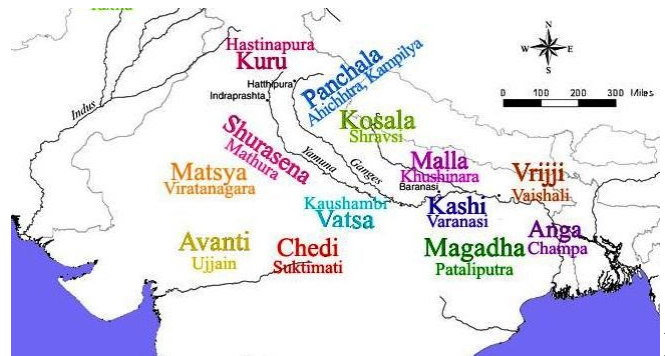 Hastinapura
Kuru
Panchala
Ahichhtra, Kampilya
N
W
E
S
Hatthipura
Indraprashta
0 100 200 300 Miles
Indus
Kosala
Shravsi
Shurasena
Mathura
Yamuna
Ganges
Malla
Khushinara
Baranasi
Vrijji
Vaishali
Matsya
Viratanagara
Kaushambi
Vatsa
Kashi
Varanasi
Anga
Champa
Avanti
Ujjain
Chedi
Suktimati
Magadha
Pataliputra